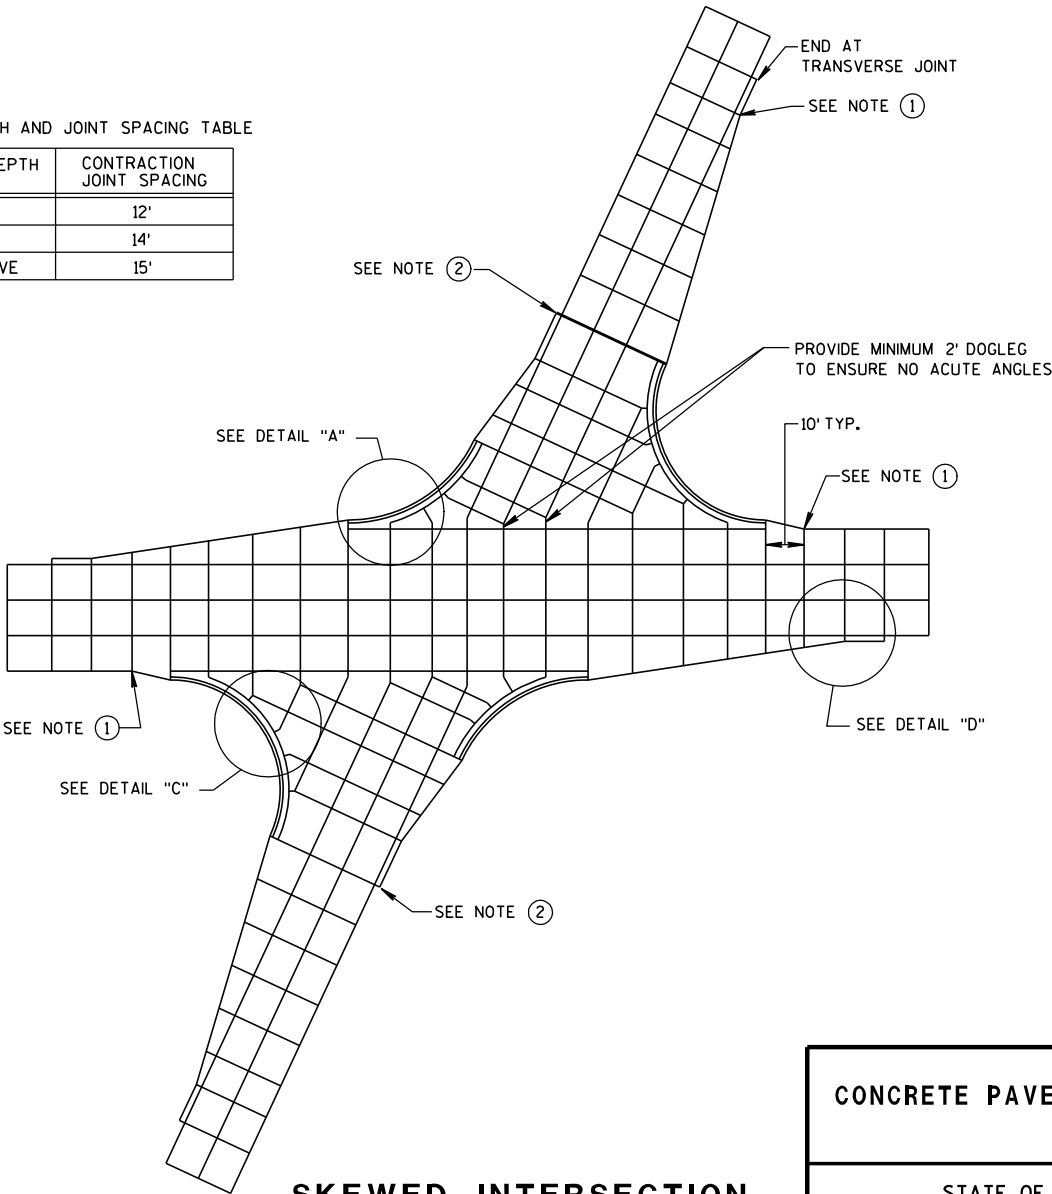 END AT
TRANSVERSE JOINT
SEE NOTE 1
H AND JOINT SPACING TABLE
EPTH
CONTRACTION
JOINT SPACING
12'
14'
VE
15'
SEE NOTE 2
PROVIDE MINIMUM 2' DOGLEG
TO ENSURE NO ACUTE ANGLES
10' TYP.
SEE DETAIL "A"
SEE NOTE 1
SEE NOTE 1
SEE DETAIL "D"
SEE DETAIL "C"
SEE NOTE 2
CONCRETE PAVE
SKEWED INTERSECTION
STATE OF